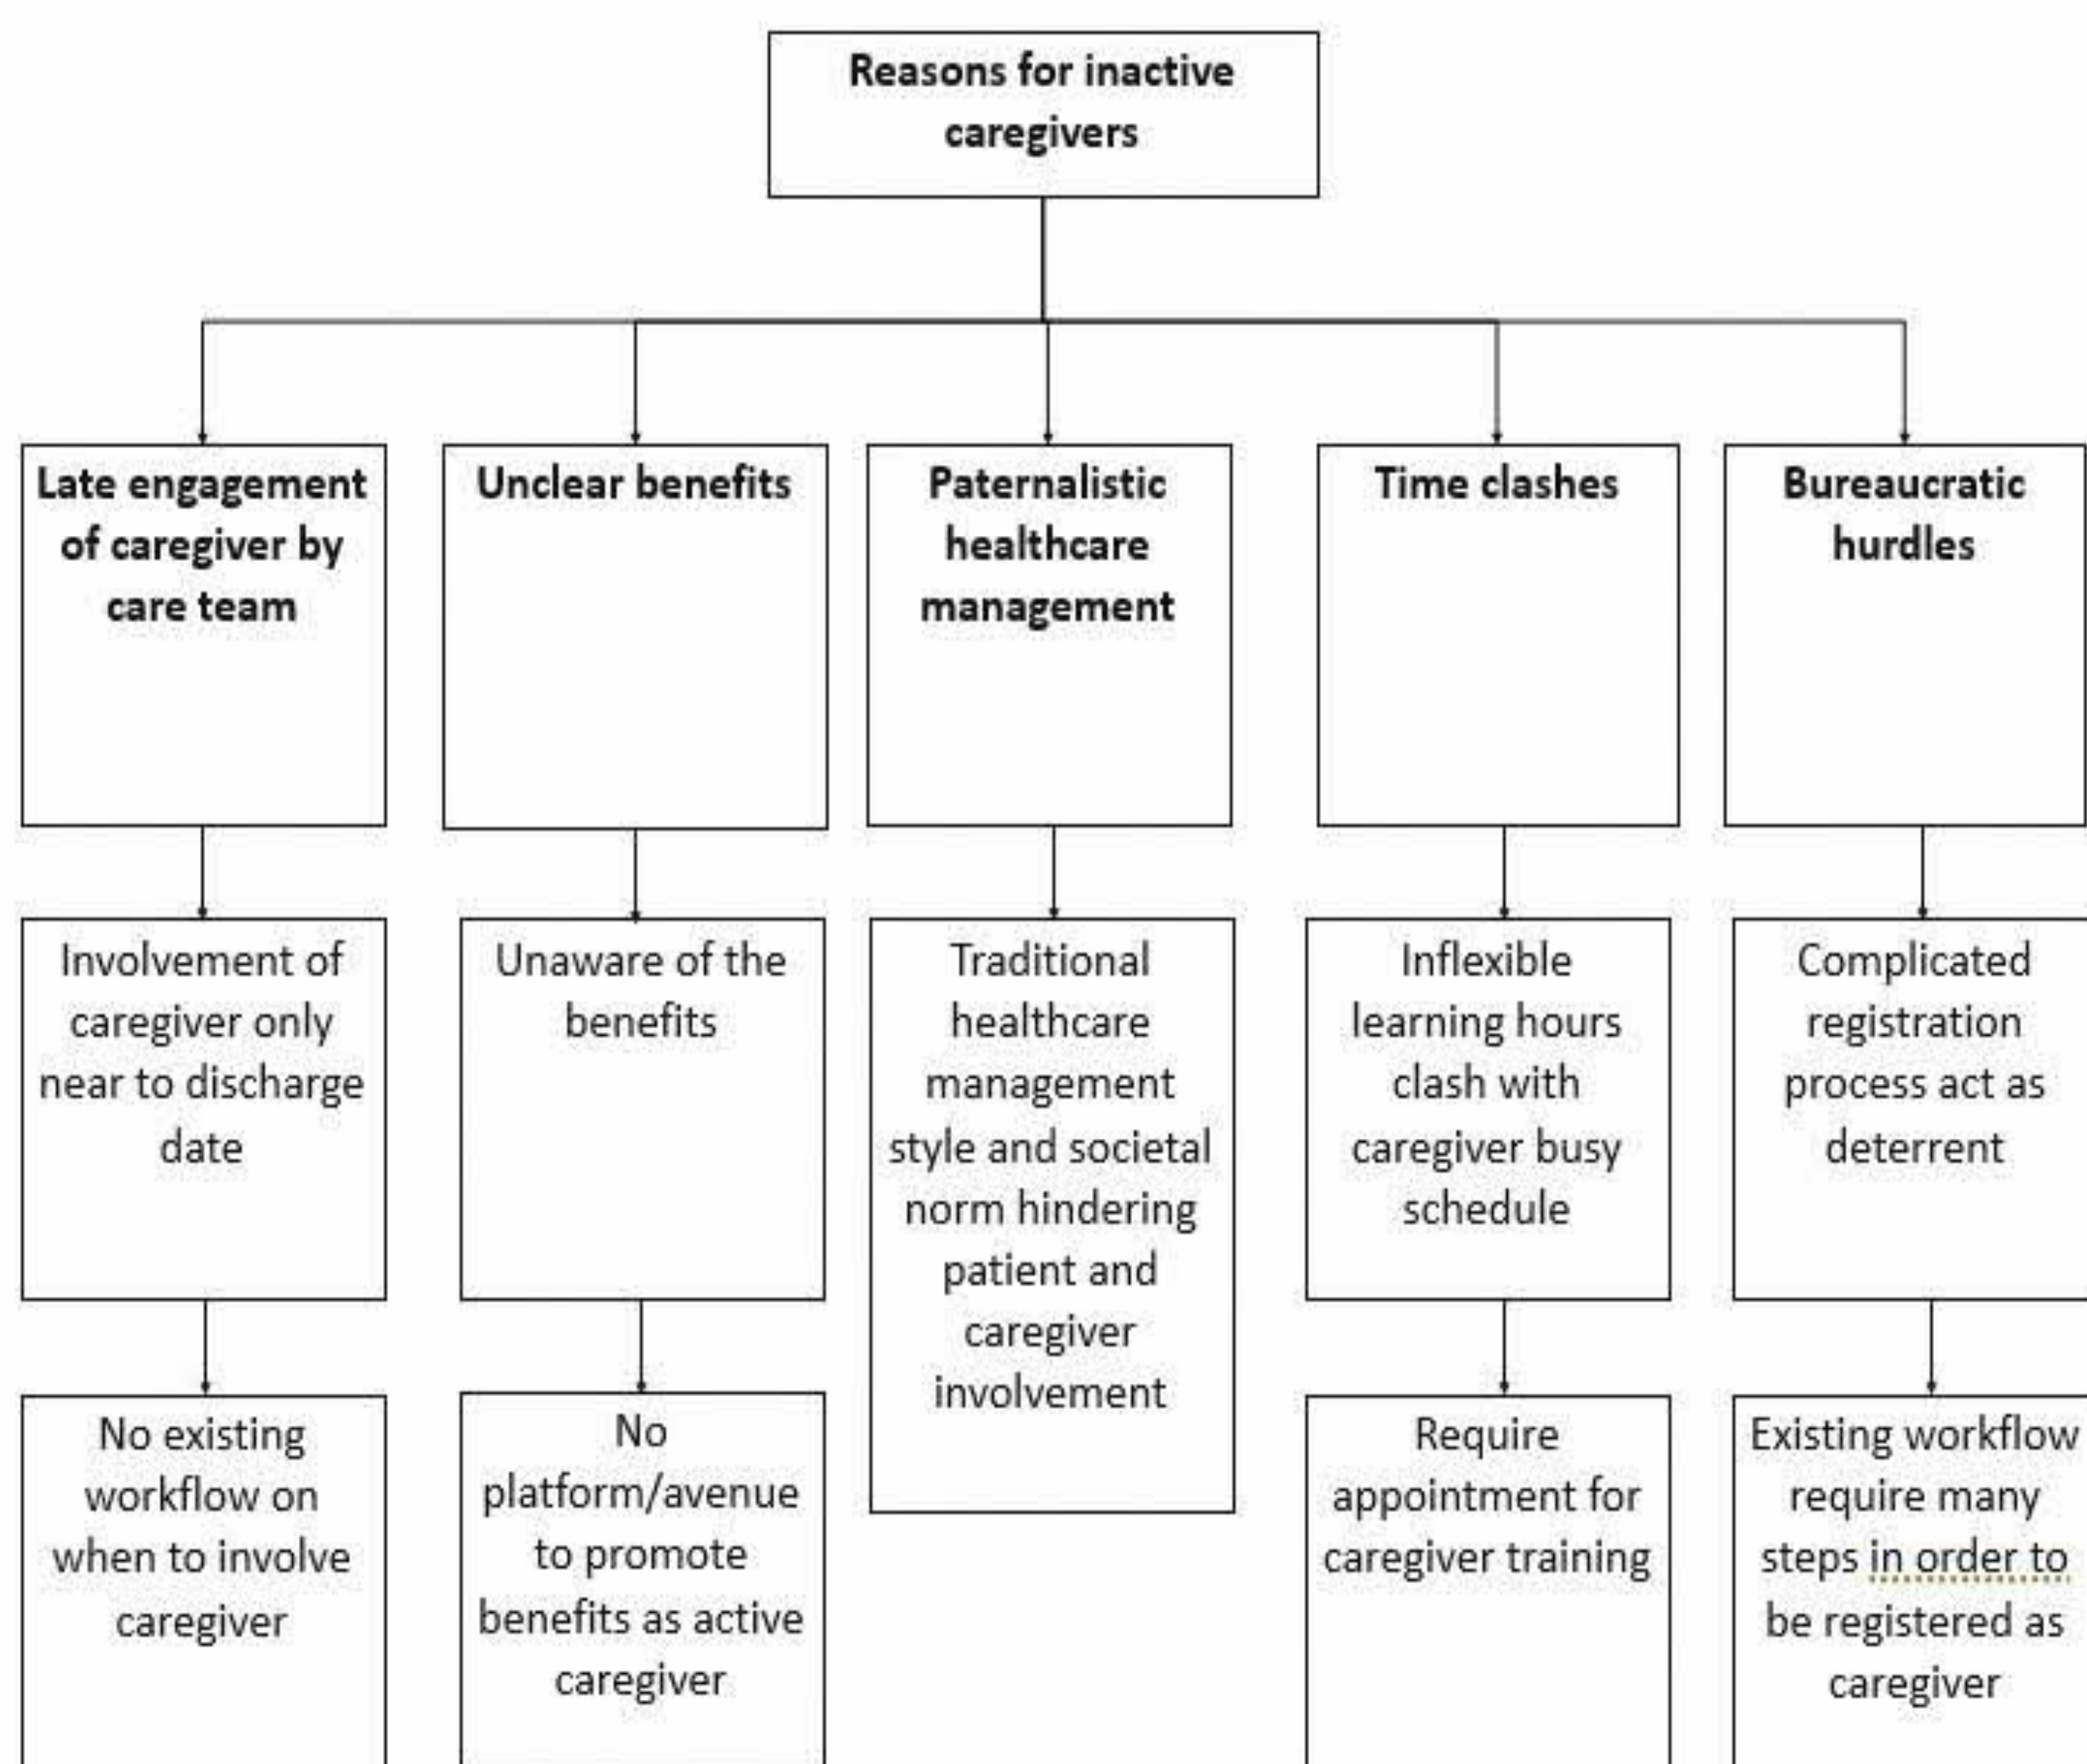 Reasons for inactive
caregivers
Late engagement
of caregiver by
care team
Unclear benefits
Paternalistic
healthcare
management
Time clashes
Bureaucratic
hurdles
Involvement of
caregiver only
near to discharge
date
Unaware of the
benefits
Traditional
healthcare
management
style and societal
norm hindering
patient and
caregiver
involvement
Inflexible
learning hours
clash with
caregiver busy
schedule
Complicated
registration
process act as
deterrent
No existing
workflow on
when to involve
caregiver
No
platform/avenue
to promote
benefits as active
caregiver
Require
appointment for
caregiver training
Existing workflow
require many
steps in order to
be registered as
caregiver